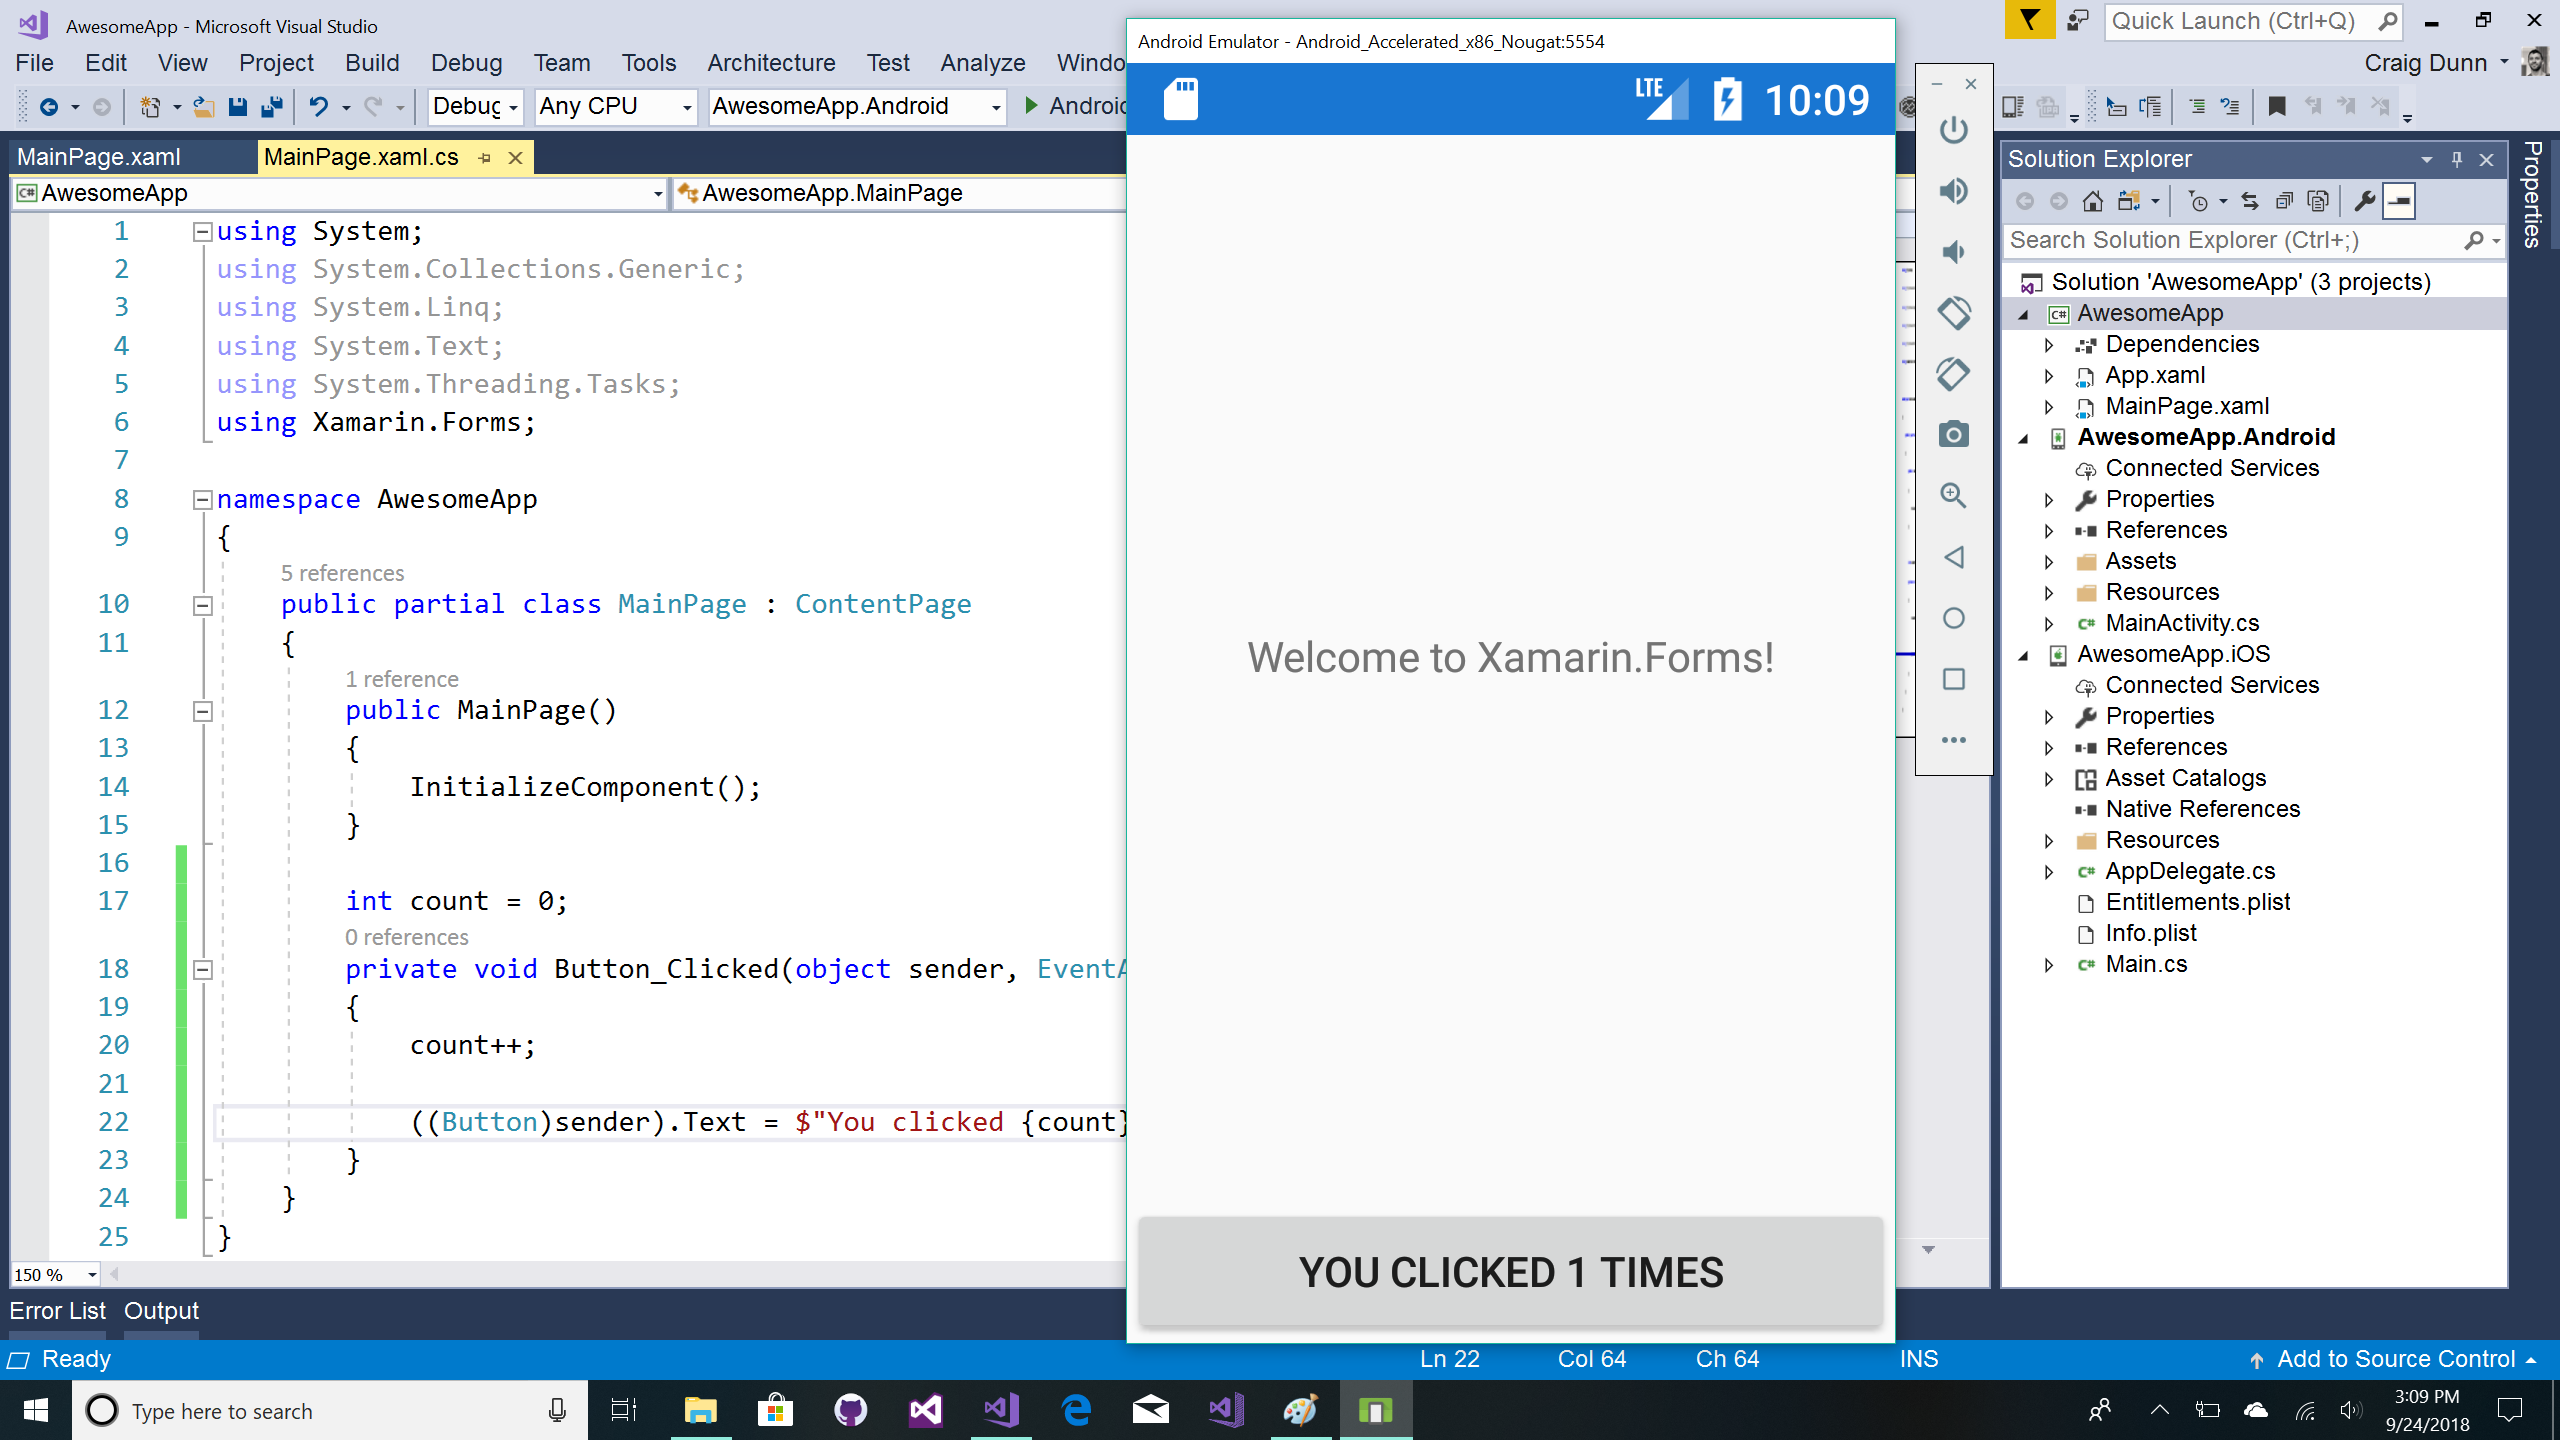 AwesomeApp - Microsoft Visual Studio
Quick Launch (Ctrl+Q)
File Edit View Project Build Debug Team Tools Architecture Test Analyze Windo
Craig Dunn
Debug Any CPU AwesomeApp.Android Android
MainPage.xaml MainPage.xaml.cs
AwesomeApp AwesomeApp.MainPage
1 using System;
2 using System.Collections.Generic;
3 using System.Linq;
4 using System.Text;
5 using System.Threading.Tasks;
6 using Xamarin.Forms;
7
8 namespace AwesomeApp
9 {
5 references
10 public partial class MainPage : ContentPage
11 {
1 reference
12 public MainPage()
13 {
14 InitializeComponent();
15 }
16
17 int count = 0;
0 references
18 private void Button_Clicked(object sender, EventA
19 {
20 count++;
21
22 ((Button)sender).Text = $"You clicked {count}
23 }
24 }
25 }
150 %
Error List Output
Ready
Ln 22 Col 64 Ch 64 INS
Add to Source Control
Android Emulator - Android_Accelerated_x86_Nougat:5554
LTE 10:09
Welcome to Xamarin.Forms!
YOU CLICKED 1 TIMES
Solution Explorer
Search Solution Explorer (Ctrl+;)
Solution 'AwesomeApp' (3 projects)
C# AwesomeApp
Dependencies
App.xaml
MainPage.xaml
AwesomeApp.Android
Connected Services
Properties
References
Assets
Resources
C# MainActivity.cs
AwesomeApp.iOS
Connected Services
Properties
References
Asset Catalogs
Native References
Resources
C# AppDelegate.cs
Entitlements.plist
Info.plist
C# Main.cs
Properties
Type here to search
3:09 PM
9/24/2018